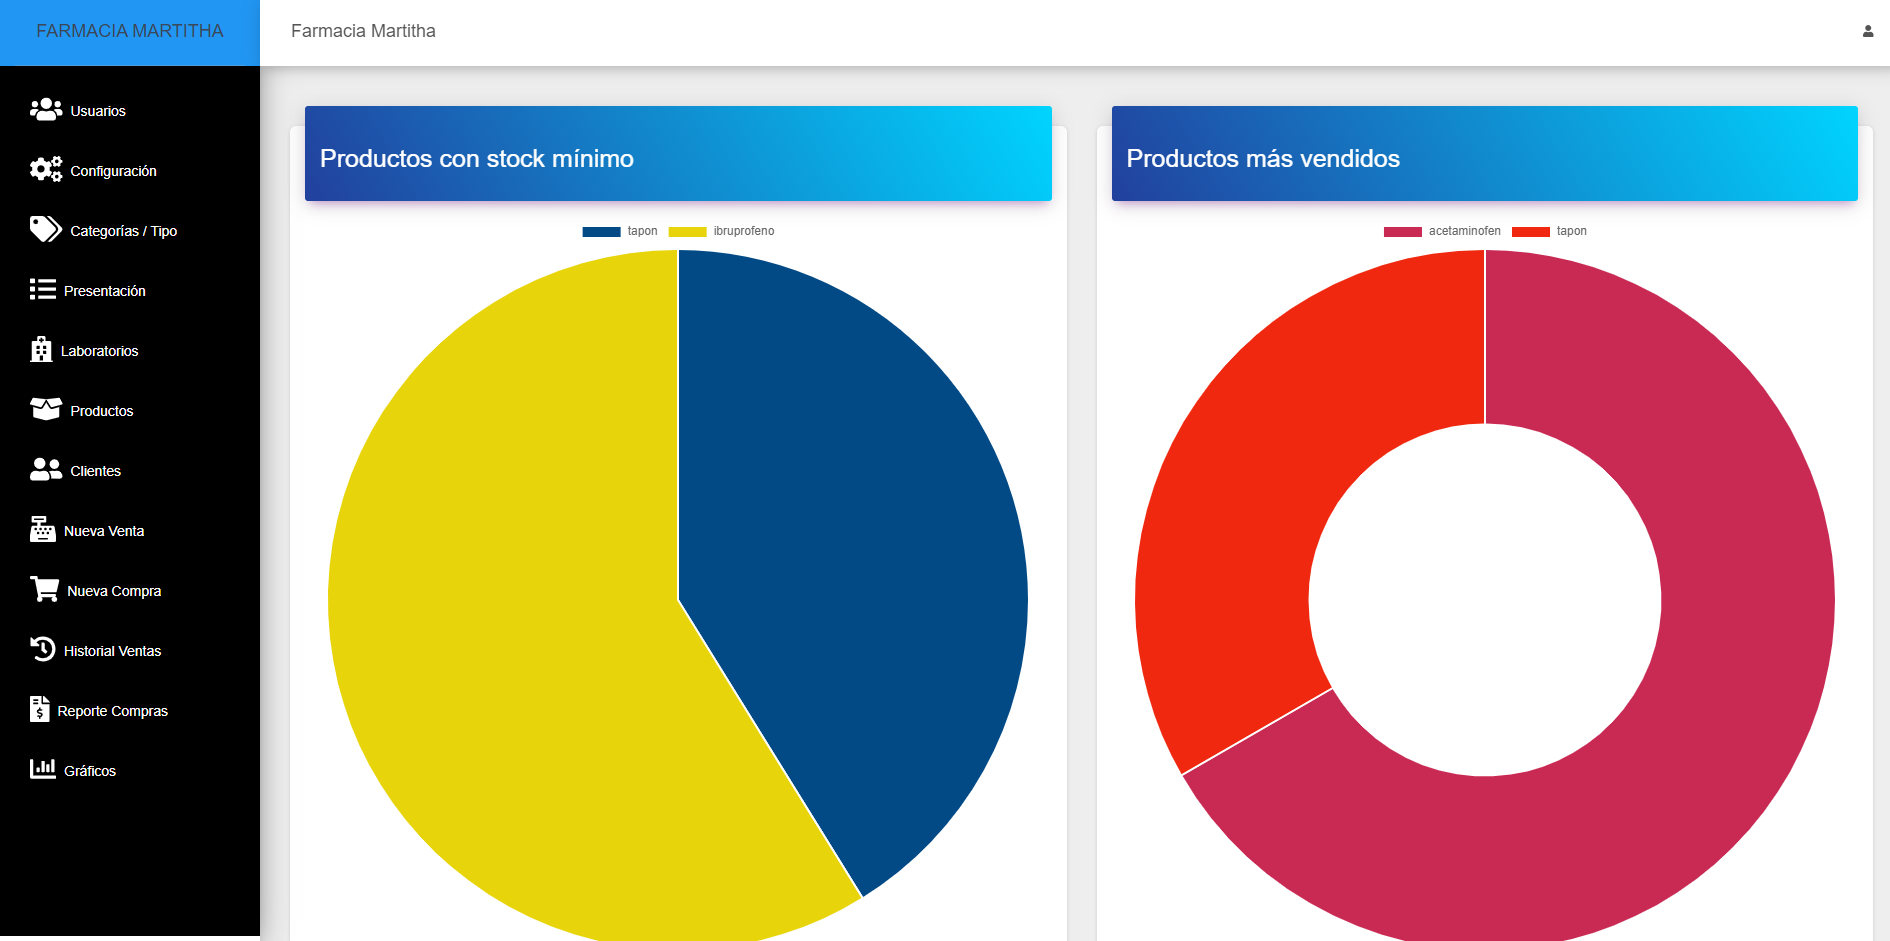 FARMACIA MARTITHA
Farmacia Martitha
Usuarios
Configuración
Categorías / Tipo
Presentación
Laboratorios
Productos
Clientes
Nueva Venta
Nueva Compra
Historial Ventas
Reporte Compras
Gráficos
Productos con stock mínimo
tapon ibruprofeno
Productos más vendidos
acetaminofen tapon